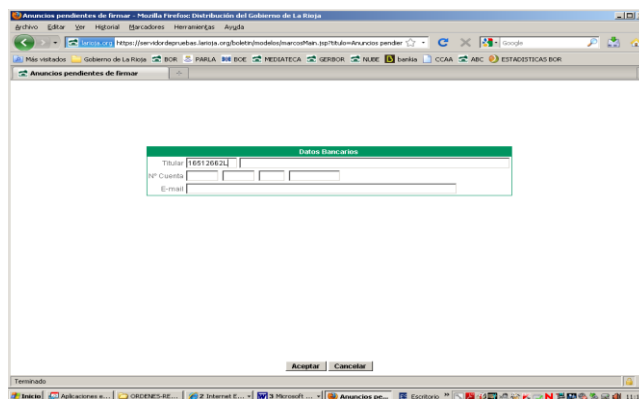 Anuncios pendientes de firmar - Mozilla Firefox: Distribución del Gobierno de La Rioja
Archivo Editar Ver Historial Marcadores Herramientas Ayuda
larioja.org https://servidordepruebas.larioja.org/boletin/modelos/marcosMain.jsp?titulo=Anuncios pendier Google
Más visitados Gobierno de La Rioja BOR PARLA BOE MEDIATECA GERBOR NUBE bankia CCAA ABC ESTADISTICAS BOR
Anuncios pendientes de firmar
Datos Bancarios
Titular 16512662L
Nº Cuenta
E-mail
Aceptar Cancelar
Terminado
Inicio Aplicaciones e... ORDENES-RE... 2 Internet E... 3 Microsoft ... Anuncios pe... Escritorio